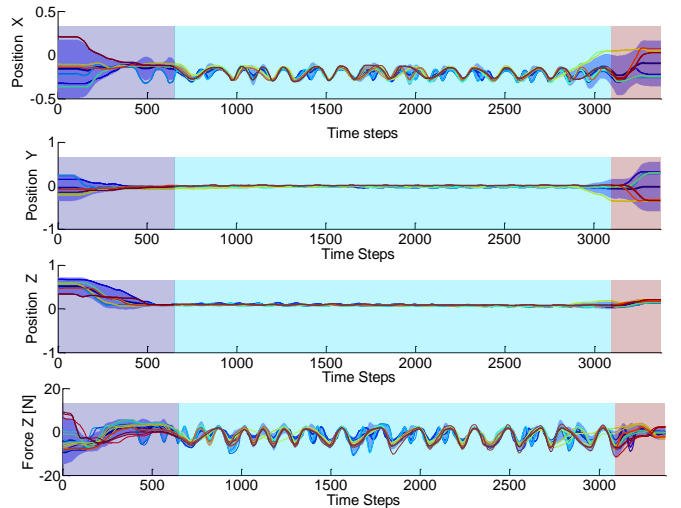 0.5
Position X
0
-0.5
500 1000 1500 2000 2500 3000
Time steps
1
Position Y
0
-1
0 500 1000 1500 2000 2500 3000
Time Steps
1
Position Z
0
-1
0 500 1000 1500 2000 2500 3000
Time Steps
20
Force Z [N]
0
-20
0 500 1000 1500 2000 2500 3000
Time Steps